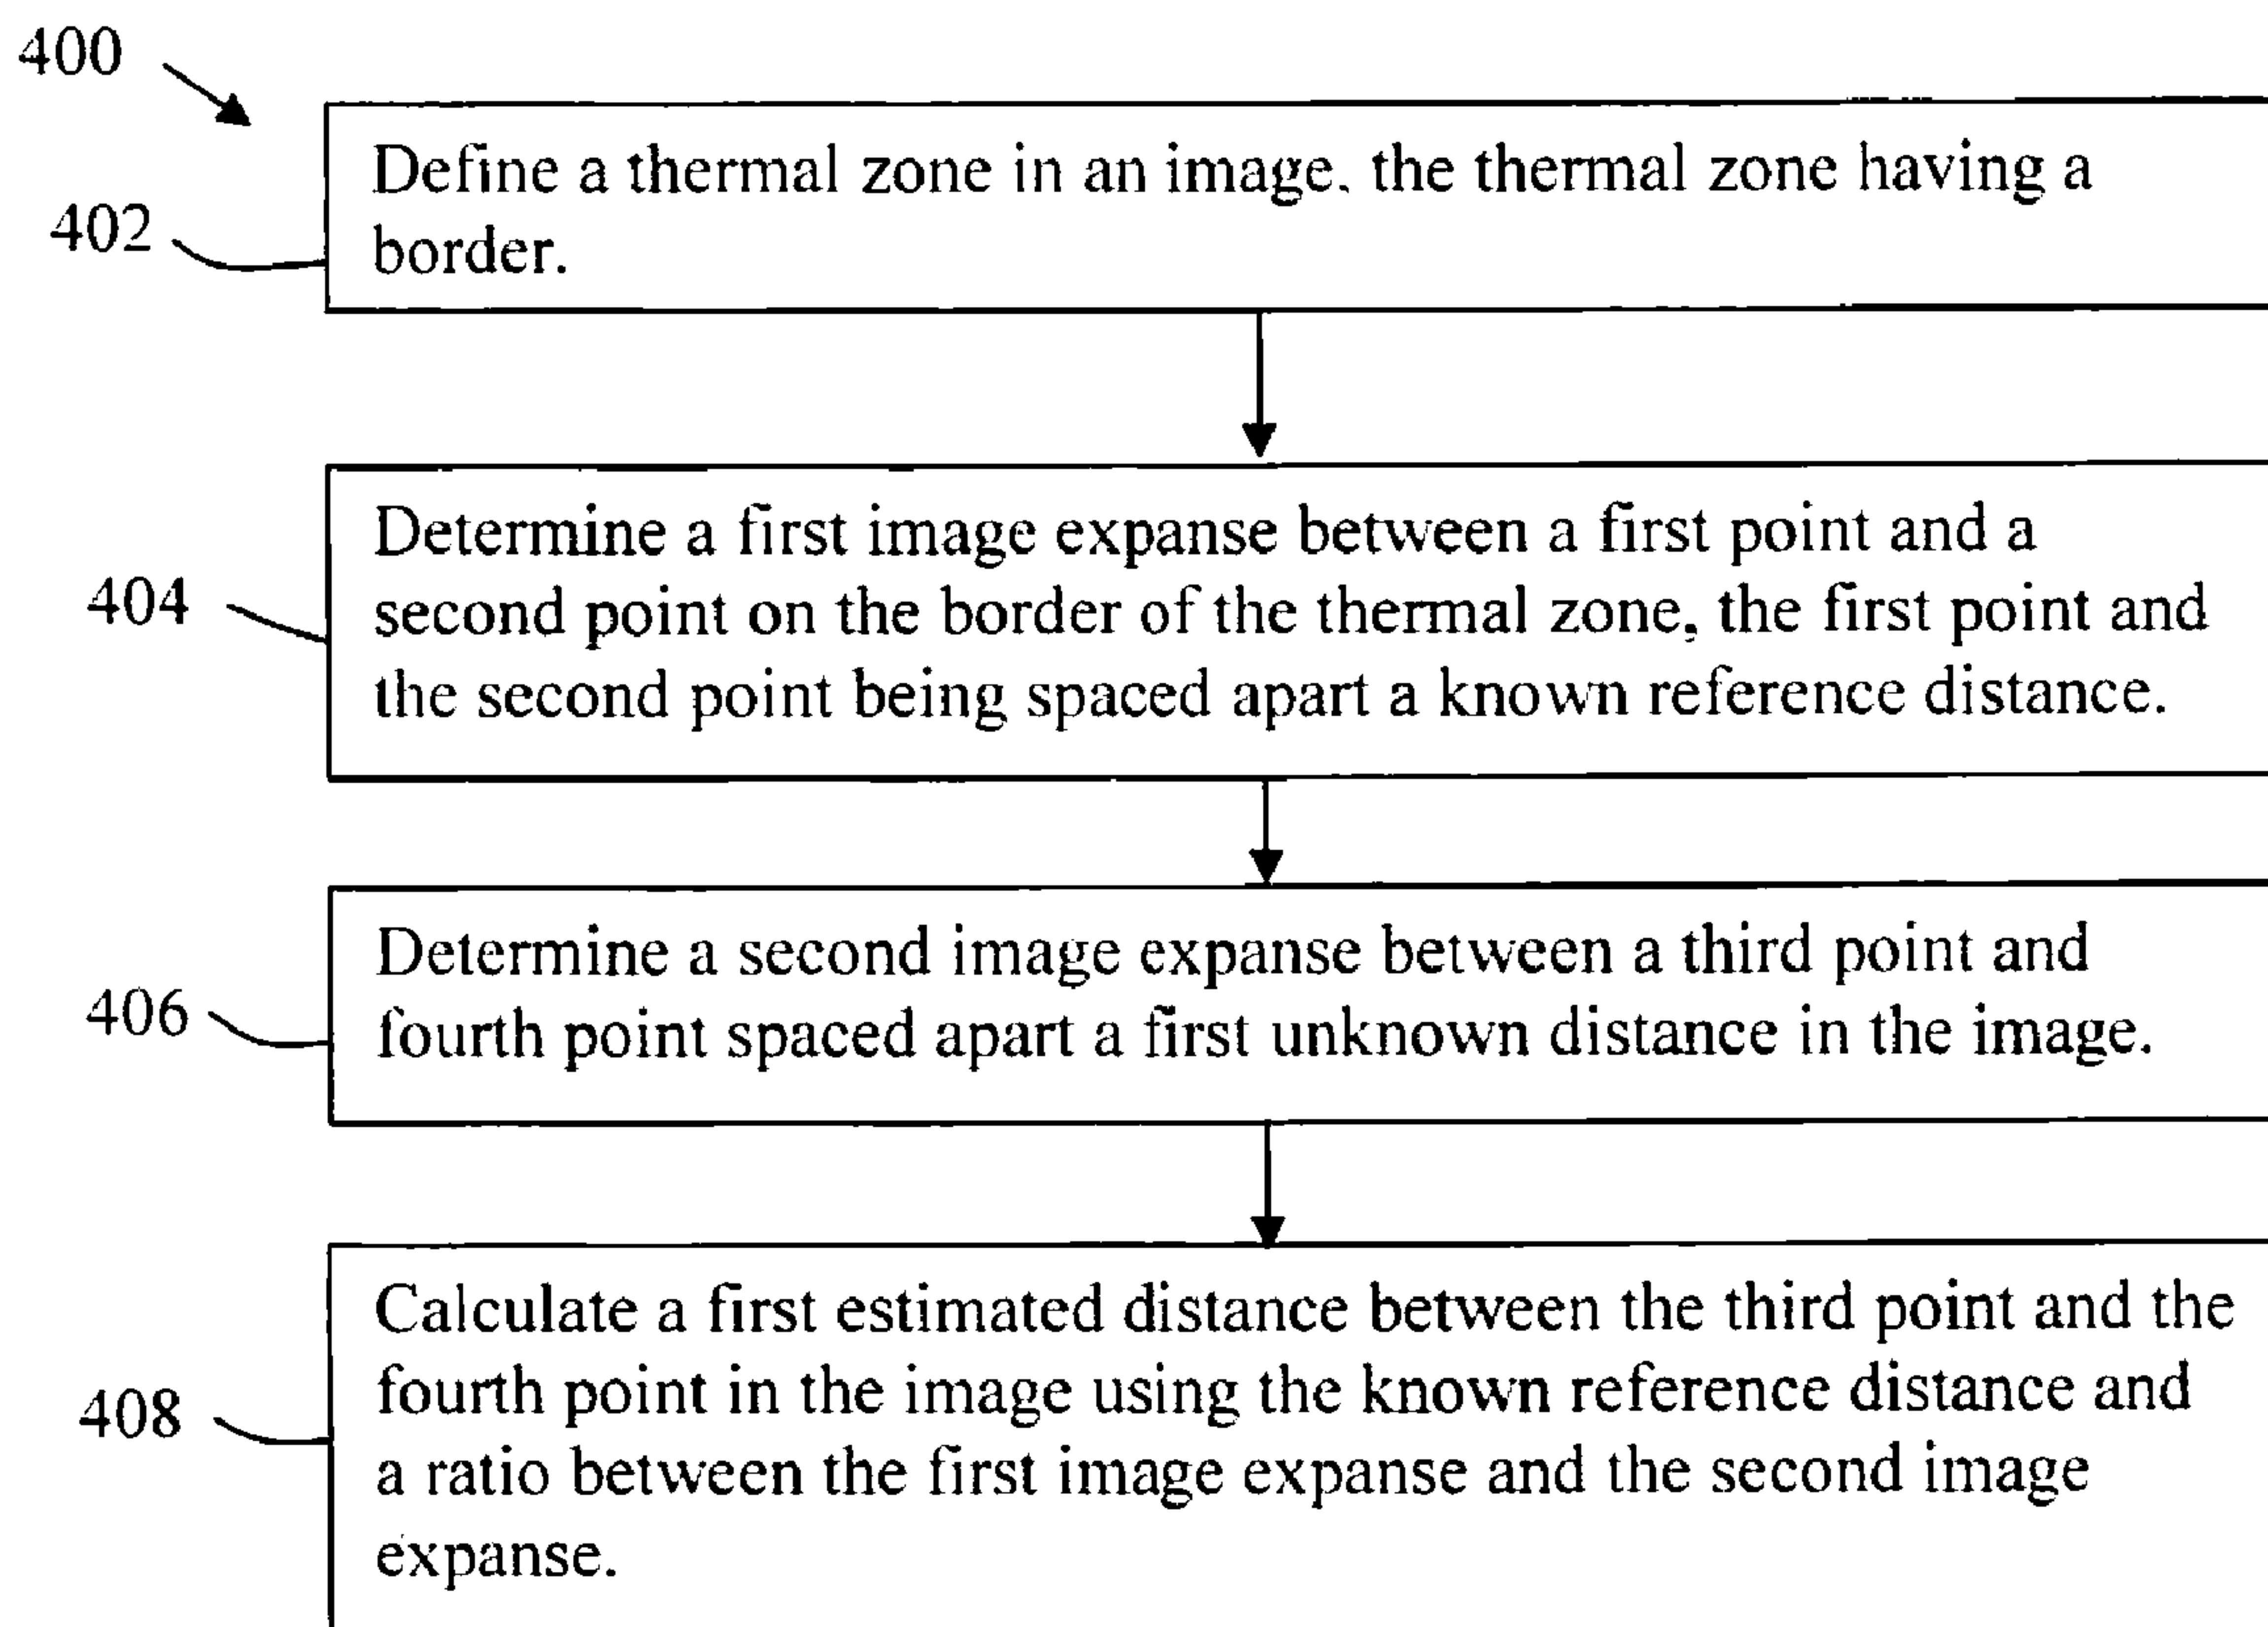 400
Define a thermal zone in an image, the thermal zone having a
402
border.
Determine a first image expanse between a first point and a
404
second point on the border of the thermal zone, the first point and
the second point being spaced apart a known reference distance.
Determine a second image expanse between a third point and
406
fourth point spaced apart a first unknown distance in the image.
Calculate a first estimated distance between the third point and the
fourth point in the image using the known reference distance and
408
a ratio between the first image expanse and the second image
expanse.